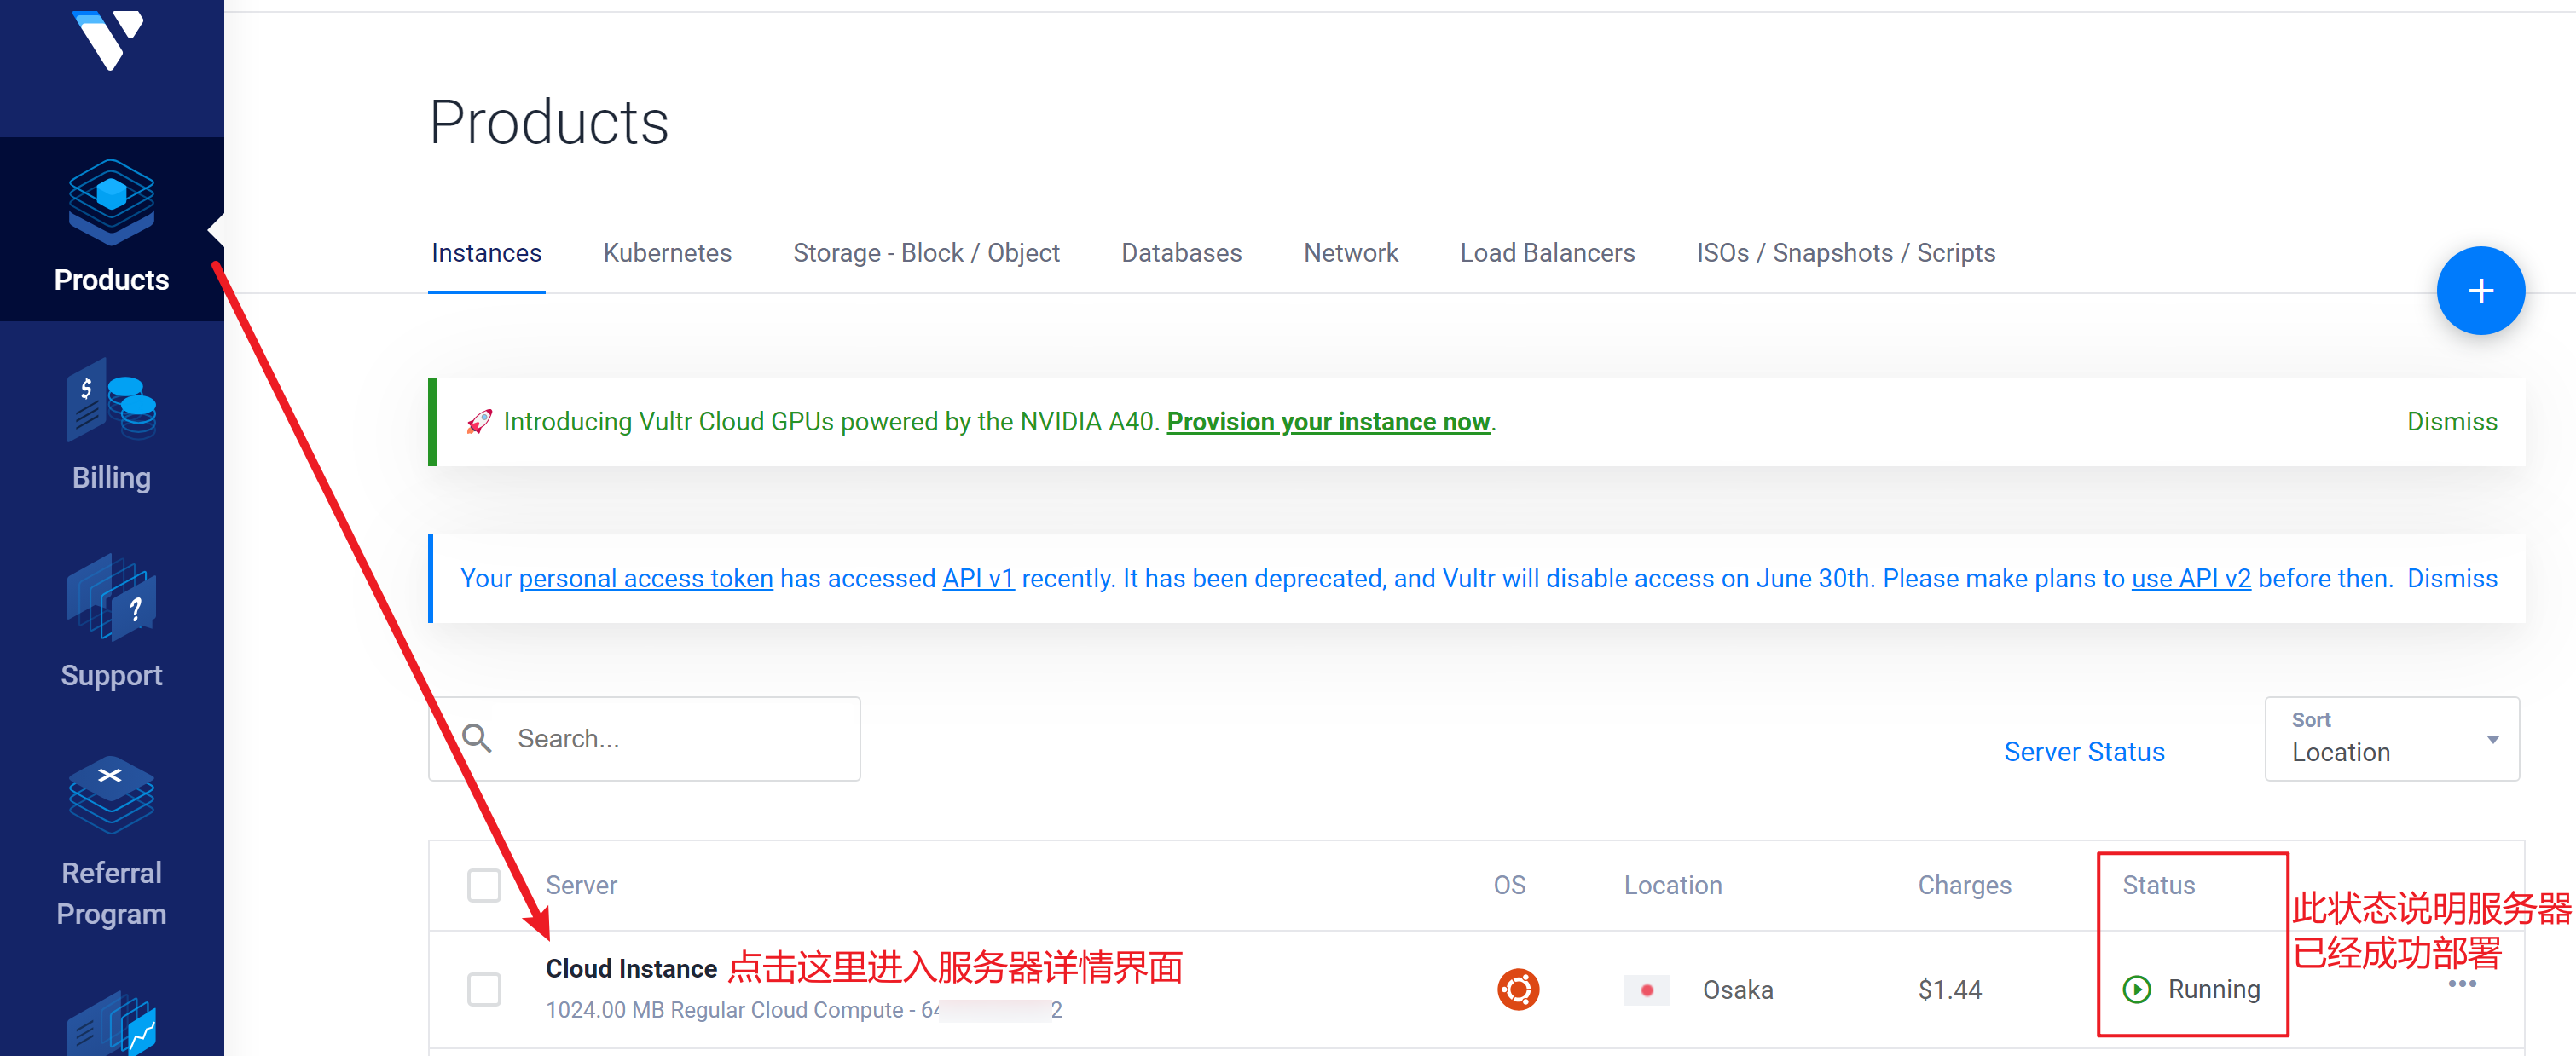 Products
Billing
Support
Referral
Program
Products
Instances
Kubernetes
Storage - Block / Object
Databases
Network
Load Balancers
ISOs / Snapshots / Scripts
🚀 Introducing Vultr Cloud GPUs powered by the NVIDIA A40. Provision your instance now.
Dismiss
Your personal access token has accessed API v1 recently. It has been deprecated, and Vultr will disable access on June 30th. Please make plans to use API v2 before then.
Dismiss
Search...
Server Status
Sort
Location
Server
OS
Location
Charges
Status
此状态说明服务器
已经成功部署
Cloud Instance
点击这里进入服务器详情界面
1024.00 MB Regular Cloud Compute -
Osaka
$1.44
Running